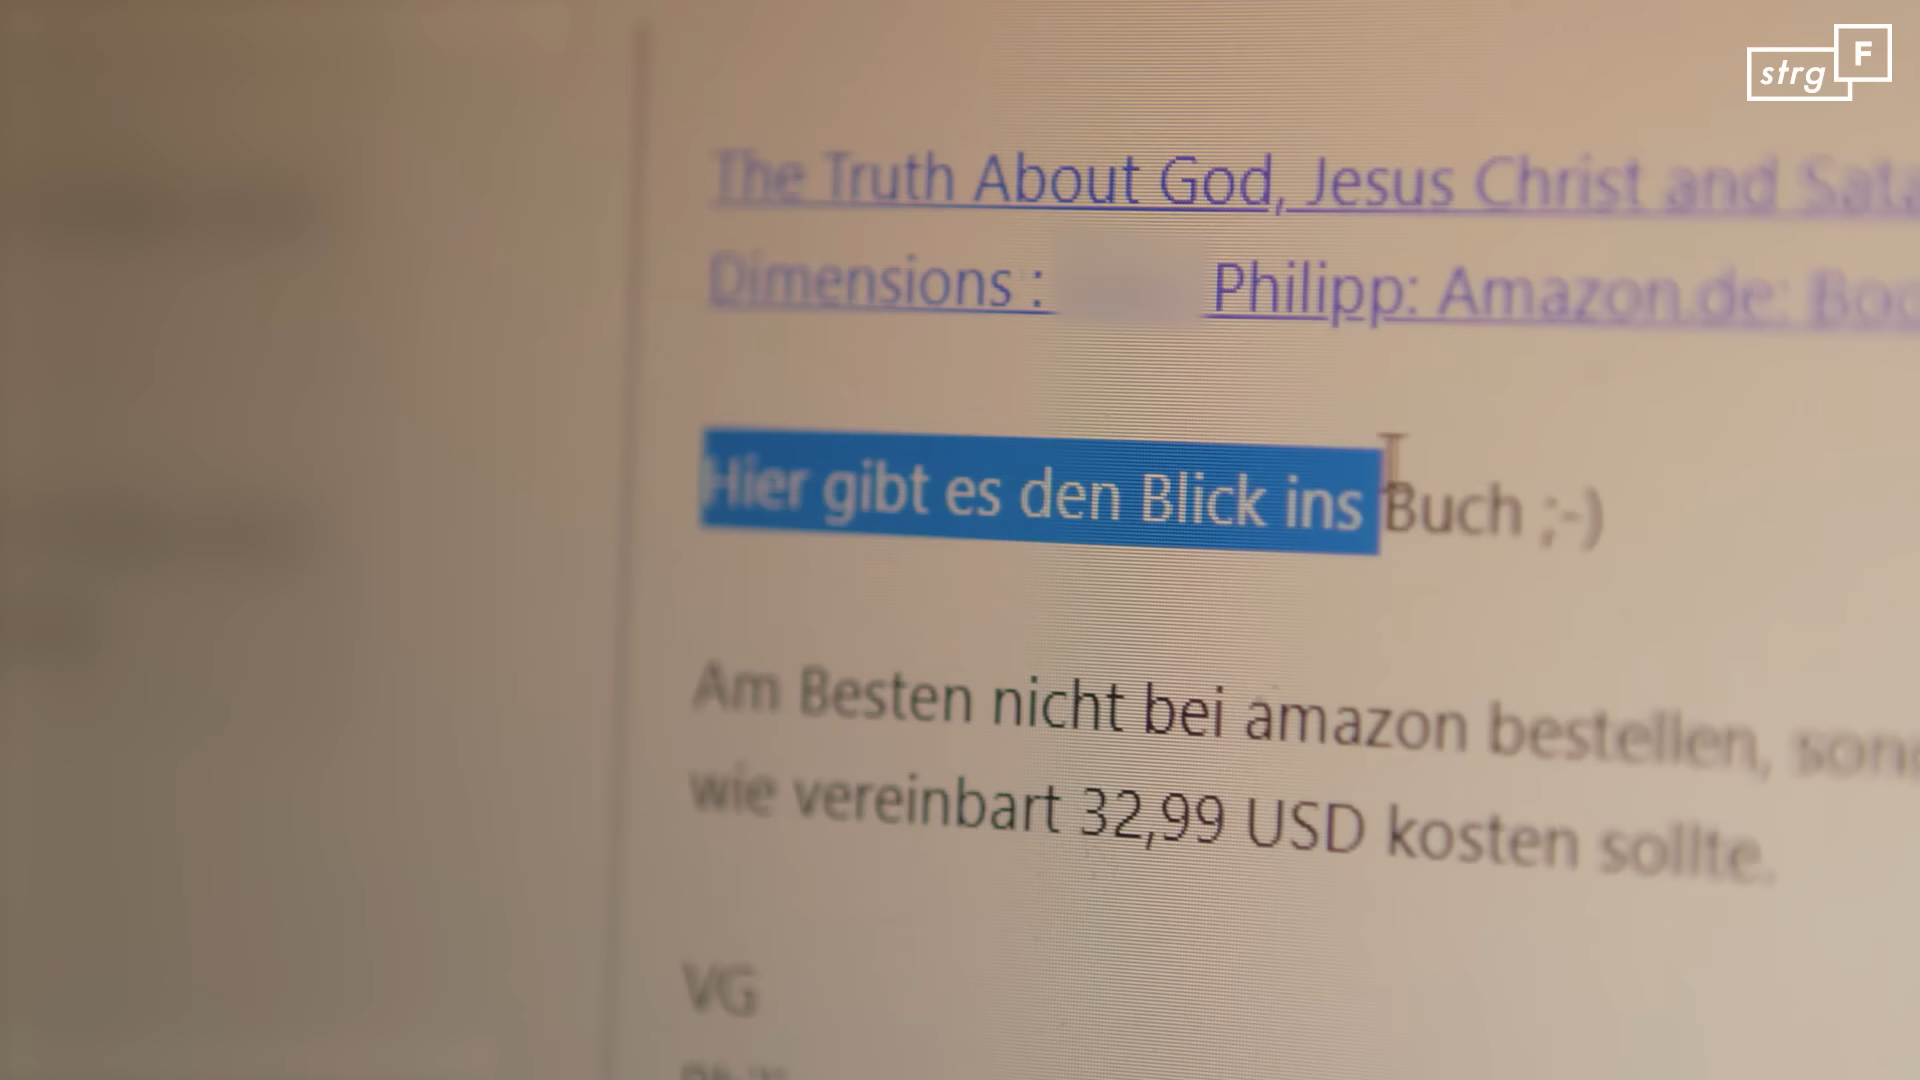 strg F
The Truth About God, Jesus Christ and
Dimensions : Philipp: Amazon.de:
Hier gibt es den Blick ins Buch ;-)
Am Besten nicht bei amazon bestellen,
wie vereinbart 32,99 USD kosten sollte.
VG